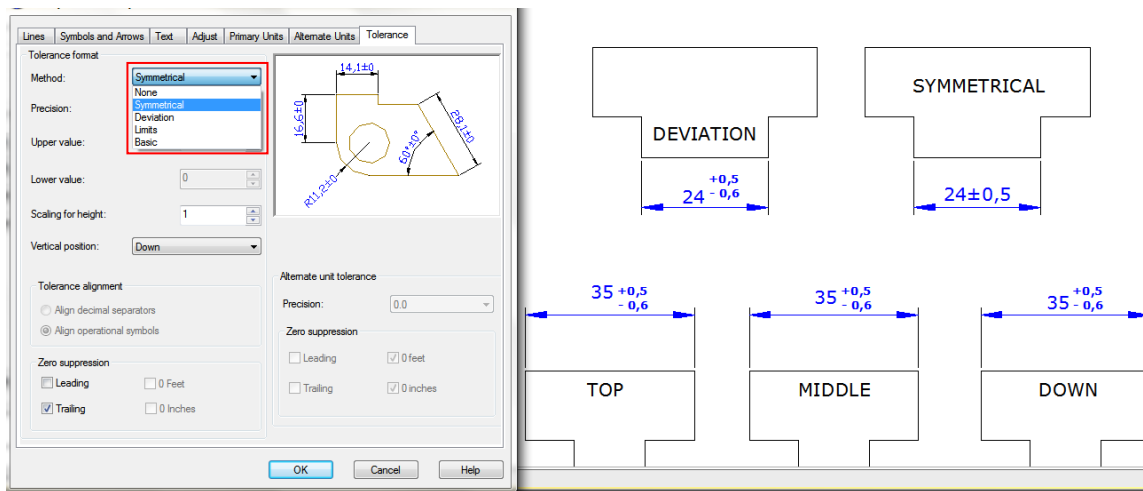 Lines Symbols and Arrows Text Adjust Primary Units Alternate Units Tolerance
Tolerance format
Method: Symmetrical
None
Symmetrical
Deviation
Limits
Basic
Precision:
Upper value:
Lower value: 0
Scaling for height: 1
Vertical position: Down
Tolerance alignment
Align decimal separators
Align operational symbols
Zero suppression
Leading 0 Feet
Trailing 0 Inches
14,1±0
16,6±0
28,1±0
60°±0°
R11,2±0
Alternate unit tolerance
Precision: 0.0
Zero suppression
Leading 0 feet
Trailing 0 inches
OK Cancel Help
DEVIATION
24 +0,5
- 0,6
SYMMETRICAL
24±0,5
35 +0,5
- 0,6
TOP
35 +0,5
- 0,6
MIDDLE
35 +0,5
- 0,6
DOWN